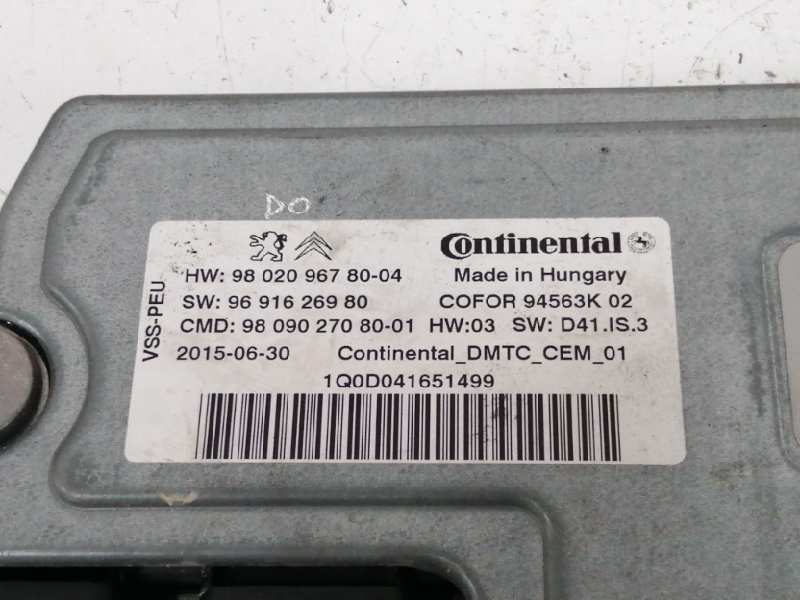 DO
Continental
HW: 98 020 967 80-04 Made in Hungary
SW: 96 916 269 80 COFOR 94563K 02
CMD: 98 090 270 80-01 HW:03 SW: D41.IS.3
2015-06-30 Continental_DMTC_CEM_01
1Q0D041651499
VSS-PEU